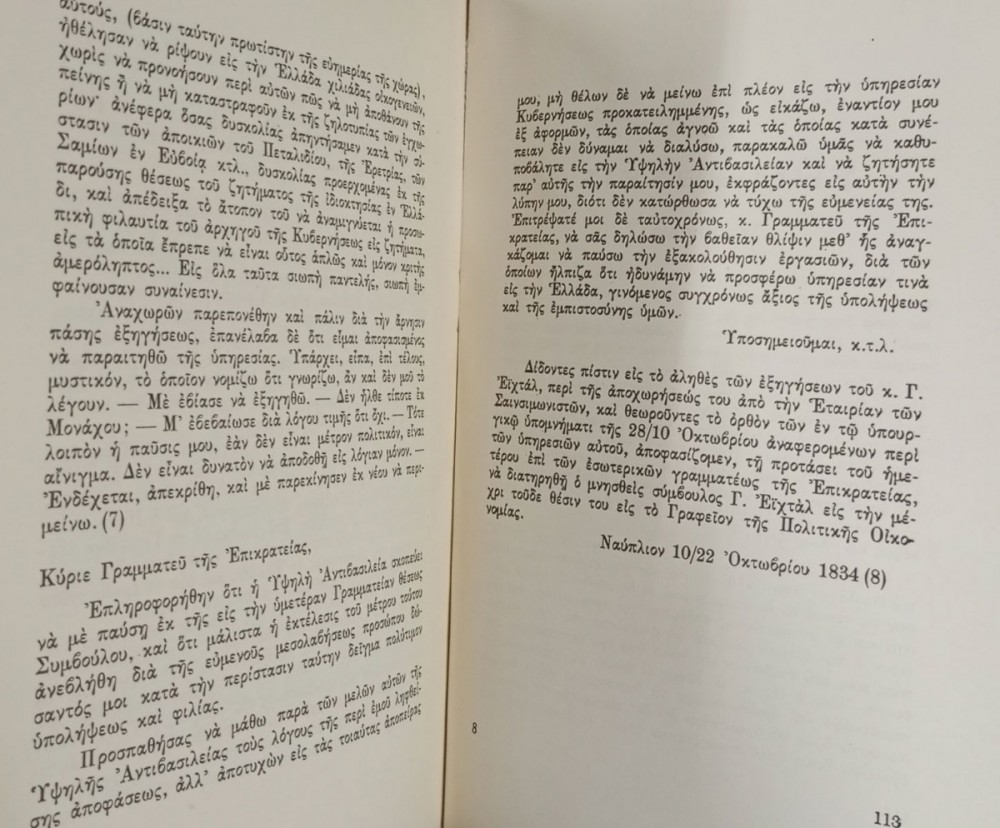 αὐτούς, (βάσιν ταύτην πρωτίστην τῆς εὐημερίας τῆς χώρας),
ἠθέλησαν νὰ ρίψουν εἰς τὴν Ἑλλάδα χιλιάδας οἰκογενειῶν,
χωρὶς νὰ προνοήσουν περὶ αὐτῶν πῶς νὰ μὴ ἀποθάνουν τῆς
πείνης ἢ νὰ μὴ καταστραφοῦν ἐκ τῆς ζηλοτυπίας τῶν ἐγχω-
ρίων· ἀνέφερα ὅσας δυσκολίας ἀπηντήσαμεν κατὰ τὴν σύ-
στασιν τῶν ἀποικιῶν τοῦ Πεταλιδίου, τῆς Ἐρετρίας, τῶν
Σαμίων ἐν Εὐβοίᾳ κτλ., δυσκολίας προερχομένας ἐκ τῆς
παρούσης θέσεως τοῦ ζητήματος τῆς ἰδιοκτησίας ἐν Ἑλλά-
δι, καὶ ἀπέδειξα τὸ ἄτοπον τοῦ νὰ ἀναμιγνύεται ἡ προσω-
πικὴ φιλαυτία τοῦ ἀρχηγοῦ τῆς Κυβερνήσεως εἰς ζητήματα,
εἰς τὰ ὁποῖα ἔπρεπε νὰ εἶναι οὗτος ἁπλῶς καὶ μόνον κριτὴς
ἀμερόληπτος... Εἰς ὅλα ταῦτα σιωπὴ παντελής, σιωπὴ ἐμ-
φαίνουσαν συναίνεσιν.
Ἀναχωρῶν παρεπονέθην καὶ πάλιν διὰ τὴν ἄρνησιν
πάσης ἐξηγήσεως, ἐπανέλαβα δὲ ὅτι εἶμαι ἀποφασισμένος
νὰ παραιτηθῶ τῆς ὑπηρεσίας. Ὑπάρχει, εἶπα, ἐπὶ τέλους,
μυστικόν, τὸ ὁποῖον νομίζω ὅτι γνωρίζω, ἂν καὶ δὲν μοῦ τὸ
λέγουν. — Μὲ ἐβίασε νὰ ἐξηγηθῶ. — Δὲν ἦλθε τίποτε ἐκ
Μονάχου; — Μ' ἐβεβαίωσε διὰ λόγου τιμῆς ὅτι ὄχι. — Τότε
λοιπὸν ἡ παῦσις μου, ἐὰν δὲν εἶναι μέτρον πολιτικόν, εἶναι
αἴνιγμα. Δὲν εἶναι δυνατὸν νὰ ἀποδοθῇ εἰς λόγιαν μόνον. —
Ἐνδέχεται, ἀπεκρίθη, καὶ μὲ παρεκίνησεν ἐκ νέου νὰ περι-
μείνω. (7)
Κύριε Γραμματεῦ τῆς Ἐπικρατείας,
Ἐπληροφορήθην ὅτι ἡ Ὑψηλὴ Ἀντιβασιλεία σκοπεύει
νὰ μὲ παύσῃ ἐκ τῆς εἰς τὴν ὑμετέραν Γραμματείαν θέσεως
Συμβούλου, καὶ ὅτι μάλιστα ἡ ἐκτέλεσις τοῦ μέτρου τούτου
ἀνεβλήθη διὰ τῆς εὐμενοῦς μεσολαβήσεως προσώπου δώ-
σαντός μοι κατὰ τὴν περίστασιν ταύτην δεῖγμα πολύτιμον
ὑπολήψεως καὶ φιλίας.
Προσπαθήσας νὰ μάθω παρὰ τῶν μελῶν αὐτῶν τῆς
Ὑψηλῆς Ἀντιβασιλείας τοὺς λόγους τῆς περὶ ἐμοῦ ληφθεί-
σης ἀποφάσεως, ἀλλ' ἀποτυχὼν εἰς τὰς τοιαύτας ἀποπείρας
μου, μὴ θέλων δὲ νὰ μείνω ἐπὶ πλέον εἰς τὴν ὑπηρεσίαν
Κυβερνήσεως προκατειλημμένης, ὡς εἰκάζω, ἐναντίον μου
ἐξ ἀφορμῶν, τὰς ὁποίας ἀγνοῶ καὶ τὰς ὁποίας κατὰ συνέ-
πειαν δὲν δύναμαι νὰ διαλύσω, παρακαλῶ ὑμᾶς νὰ καθυ-
ποβάλητε εἰς τὴν Ὑψηλὴν Ἀντιβασιλείαν καὶ νὰ ζητήσητε
παρ' αὐτῆς τὴν παραίτησίν μου, ἐκφράζοντες εἰς αὐτὴν τὴν
λύπην μου, διότι δὲν κατώρθωσα νὰ τύχω τῆς εὐμενείας της.
Ἐπιτρέψατέ μοι δὲ ταὐτοχρόνως, κ. Γραμματεῦ τῆς Ἐπι-
κρατείας, νὰ σᾶς δηλώσω τὴν βαθεῖαν θλίψιν μεθ' ἧς ἀναγ-
κάζομαι νὰ παύσω τὴν ἐξακολούθησιν ἐργασιῶν, διὰ τῶν
ὁποίων ἤλπιζα ὅτι ἠδυνάμην νὰ προσφέρω ὑπηρεσίαν τινὰ
εἰς τὴν Ἑλλάδα, γινόμενος συγχρόνως ἄξιος τῆς ὑπολήψεως
καὶ τῆς ἐμπιστοσύνης ὑμῶν.
Ὑποσημειοῦμαι, κ.τ.λ.
Δίδοντες πίστιν εἰς τὸ ἀληθὲς τῶν ἐξηγήσεων τοῦ κ. Γ.
Ἐϊχτάλ, περὶ τῆς ἀποχωρήσεώς του ἀπὸ τὴν Ἑταιρίαν τῶν
Σαινσιμωνιστῶν, καὶ θεωροῦντες τὸ ὀρθὸν τῶν ἐν τῷ ὑπουρ-
γικῷ ὑπομνήματι τῆς 28/10 Ὀκτωβρίου ἀναφερομένων περὶ
τῶν ὑπηρεσιῶν αὐτοῦ, ἀποφασίζομεν, τῇ προτάσει τοῦ ἡμε-
τέρου ἐπὶ τῶν ἐσωτερικῶν γραμματέως τῆς Ἐπικρατείας,
νὰ διατηρηθῇ ὁ μνησθεὶς σύμβουλος Γ. Ἐϊχτὰλ εἰς τὴν μέ-
χρι τοῦδε θέσιν του εἰς τὸ Γραφεῖον τῆς Πολιτικῆς Οἰκο-
νομίας.
Ναύπλιον 10/22 Ὀκτωβρίου 1834 (8)
8
113